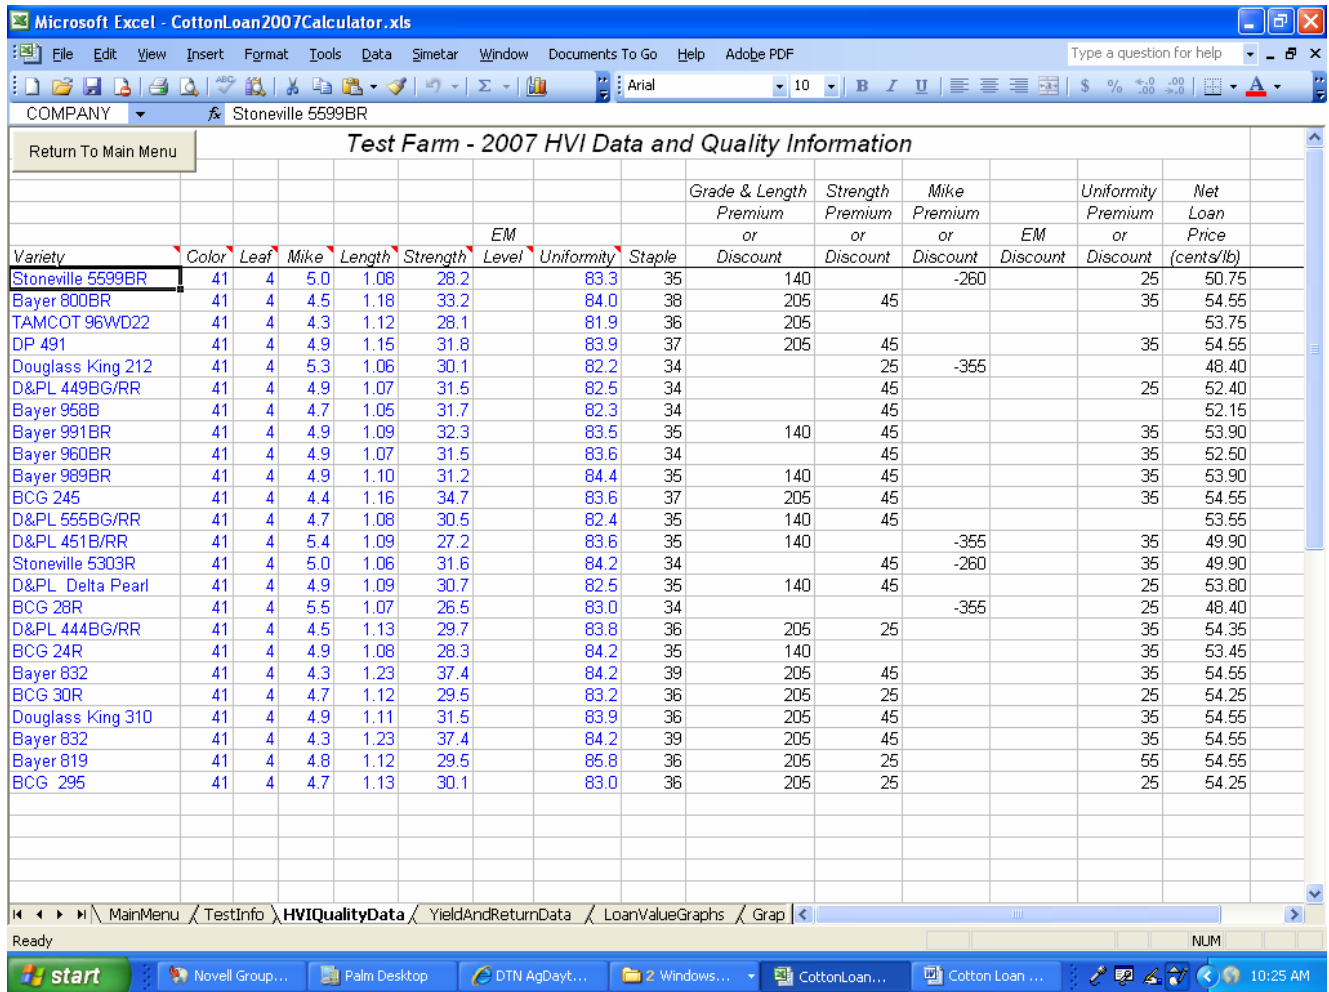 Microsoft Excel - CottonLoan2007Calculator.xls
File Edit View Insert Format Tools Data Simetar Window Documents To Go Help Adobe PDF Type a question for help
Arial 10 B I U $ %
COMPANY fx Stoneville 5599BR
Return To Main Menu Test Farm - 2007 HVI Data and Quality Information
Grade & Length Strength Mike Uniformity Net
Premium Premium Premium Premium Loan
EM or or or EM or Price
Variety Color Leaf Mike Length Strength Level Uniformity Staple Discount Discount Discount Discount Discount (cents/lb)
Stoneville 5599BR 41 4 5.0 1.08 28.2 83.3 35 140 -260 25 50.75
Bayer 800BR 41 4 4.5 1.18 33.2 84.0 38 205 45 35 54.55
TAMCOT 96WD22 41 4 4.3 1.12 28.1 81.9 36 205 53.75
DP 491 41 4 4.9 1.15 31.8 83.9 37 205 45 35 54.55
Douglass King 212 41 4 5.3 1.06 30.1 82.2 34 25 -355 48.40
D&PL 449BG/RR 41 4 4.9 1.07 31.5 82.5 34 45 25 52.40
Bayer 958B 41 4 4.7 1.05 31.7 82.3 34 45 52.15
Bayer 991BR 41 4 4.9 1.09 32.3 83.5 35 140 45 35 53.90
Bayer 960BR 41 4 4.9 1.07 31.5 83.6 34 45 35 52.50
Bayer 989BR 41 4 4.9 1.10 31.2 84.4 35 140 45 35 53.90
BCG 245 41 4 4.4 1.16 34.7 83.6 37 205 45 35 54.55
D&PL 555BG/RR 41 4 4.7 1.08 30.5 82.4 35 140 45 53.55
D&PL 451B/RR 41 4 5.4 1.09 27.2 83.6 35 140 -355 35 49.90
Stoneville 5303R 41 4 5.0 1.06 31.6 84.2 34 45 -260 35 49.90
D&PL  Delta Pearl 41 4 4.9 1.09 30.7 82.5 35 140 45 25 53.80
BCG 28R 41 4 5.5 1.07 26.5 83.0 34 -355 25 48.40
D&PL 444BG/RR 41 4 4.5 1.13 29.7 83.8 36 205 25 35 54.35
BCG 24R 41 4 4.9 1.08 28.3 84.2 35 140 35 53.45
Bayer 832 41 4 4.3 1.23 37.4 84.2 39 205 45 35 54.55
BCG 30R 41 4 4.7 1.12 29.5 83.2 36 205 25 25 54.25
Douglass King 310 41 4 4.9 1.11 31.5 83.9 36 205 45 35 54.55
Bayer 832 41 4 4.3 1.23 37.4 84.2 39 205 45 35 54.55
Bayer 819 41 4 4.8 1.12 29.5 85.8 36 205 25 55 54.55
BCG  295 41 4 4.7 1.13 30.1 83.0 36 205 25 25 54.25
MainMenu TestInfo HVIQualityData YieldAndReturnData LoanValueGraphs Grap
Ready NUM
start Novell Group... Palm Desktop DTN AgDayt... 2 Windows... CottonLoan... Cotton Loan ... 10:25 AM